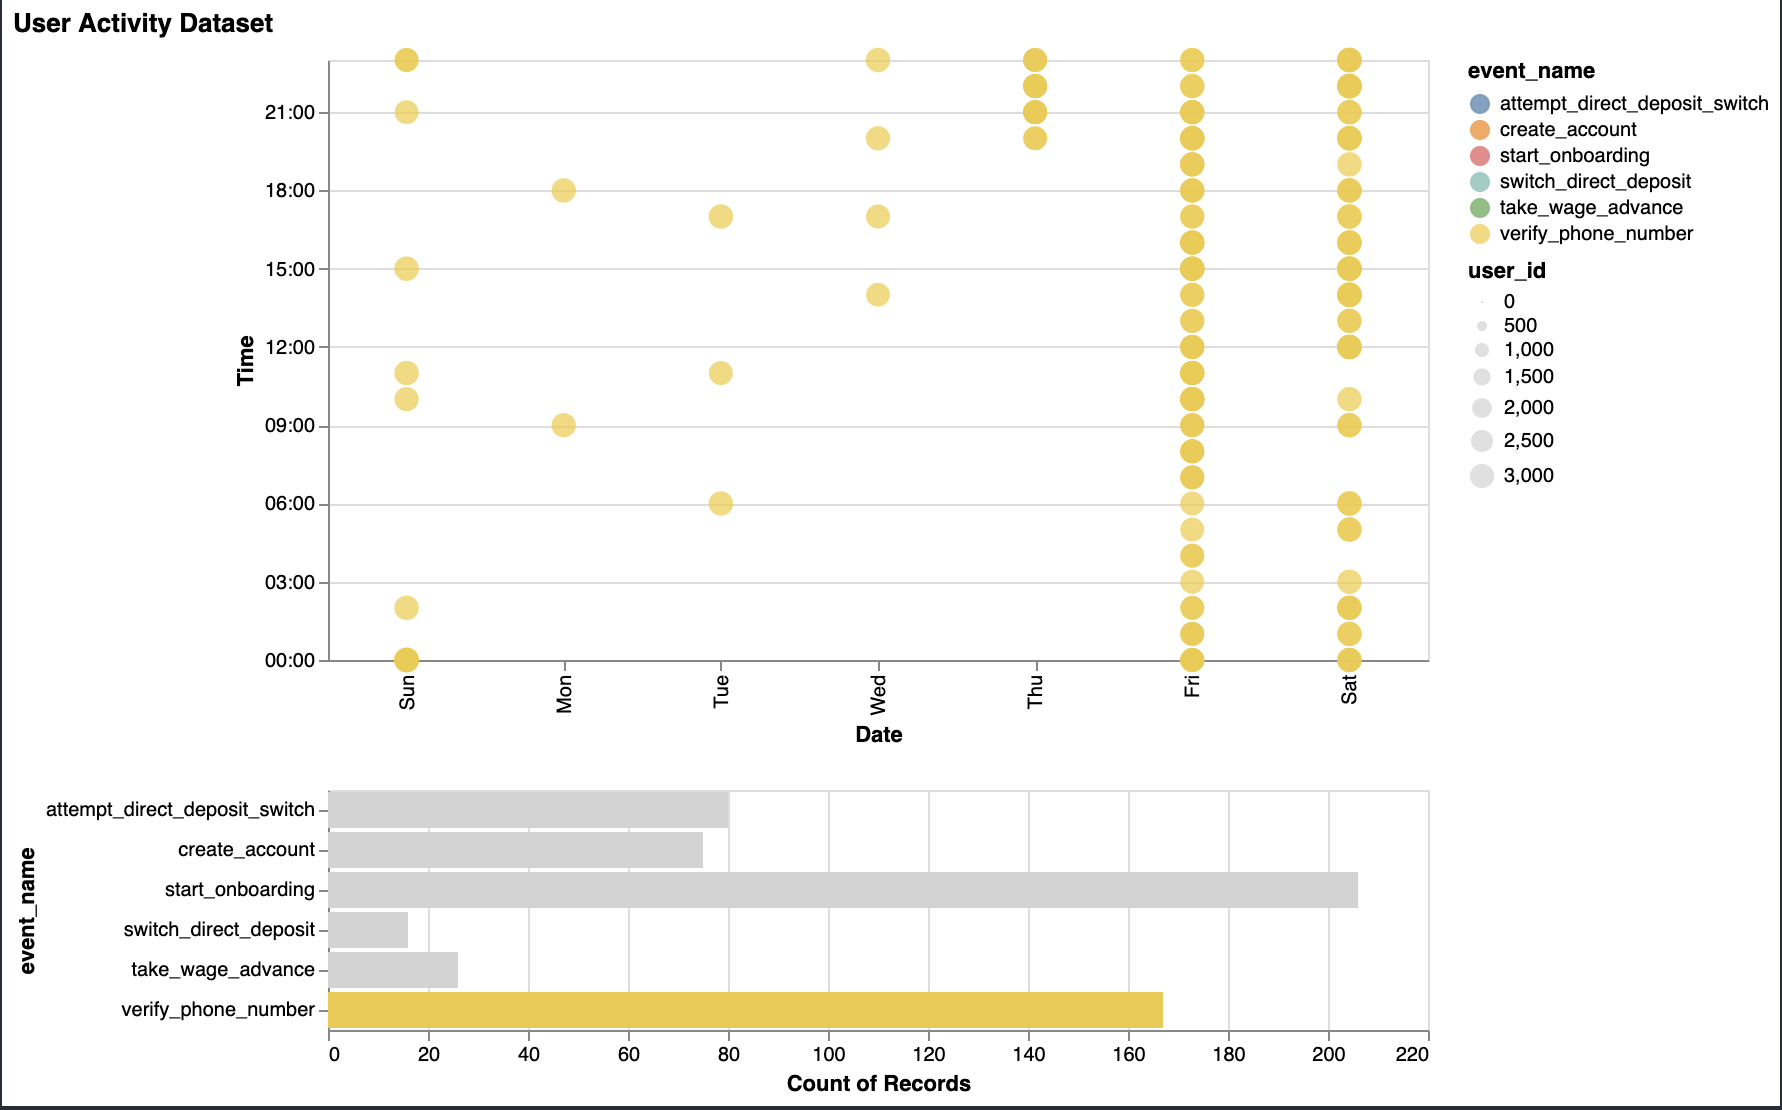 User Activity Dataset
21:00
18:00
15:00
12:00
09:00
06:00
03:00
00:00
Time
Sun
Mon
Tue
Wed
Thu
Fri
Sat
Date
event_name
attempt_direct_deposit_switch
create_account
start_onboarding
switch_direct_deposit
take_wage_advance
verify_phone_number
user_id
0
500
1,000
1,500
2,000
2,500
3,000
event_name
attempt_direct_deposit_switch
create_account
start_onboarding
switch_direct_deposit
take_wage_advance
verify_phone_number
0 20 40 60 80 100 120 140 160 180 200 220
Count of Records